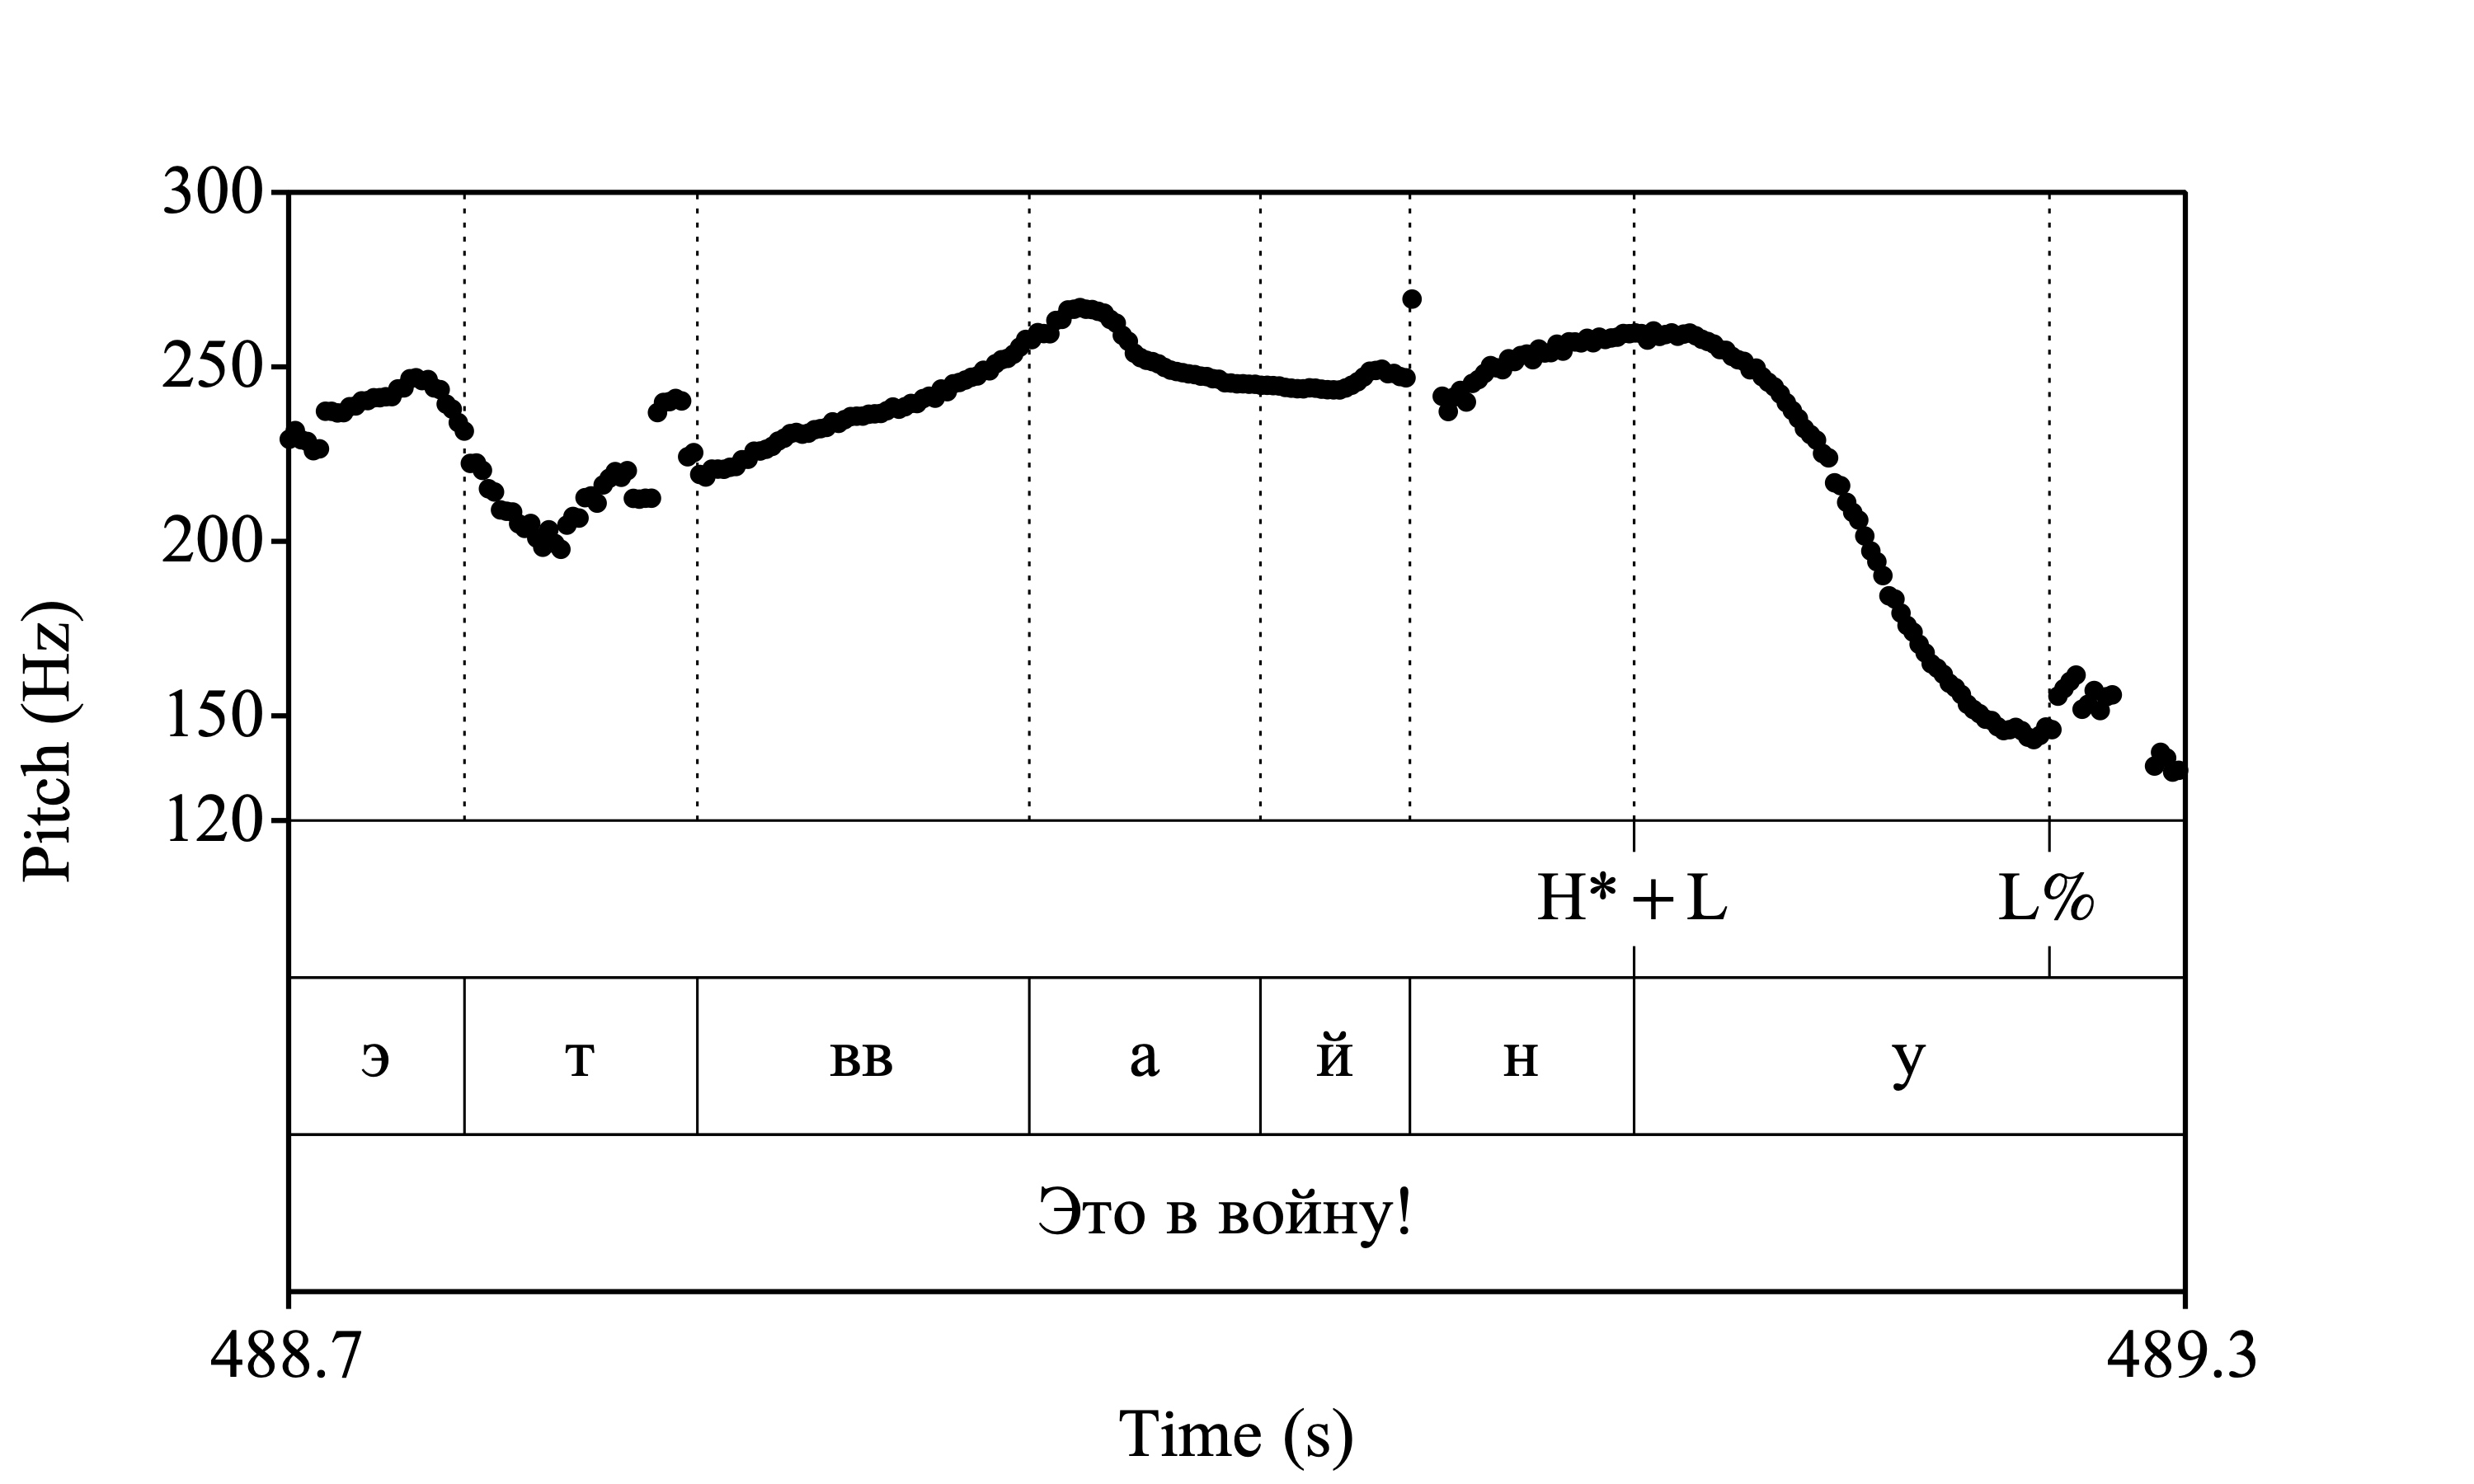 300
250
200
150
120
Pitch (Hz)
H*+L L%
э т вв а й н у
Это в войну!
488.7 489.3
Time (s)